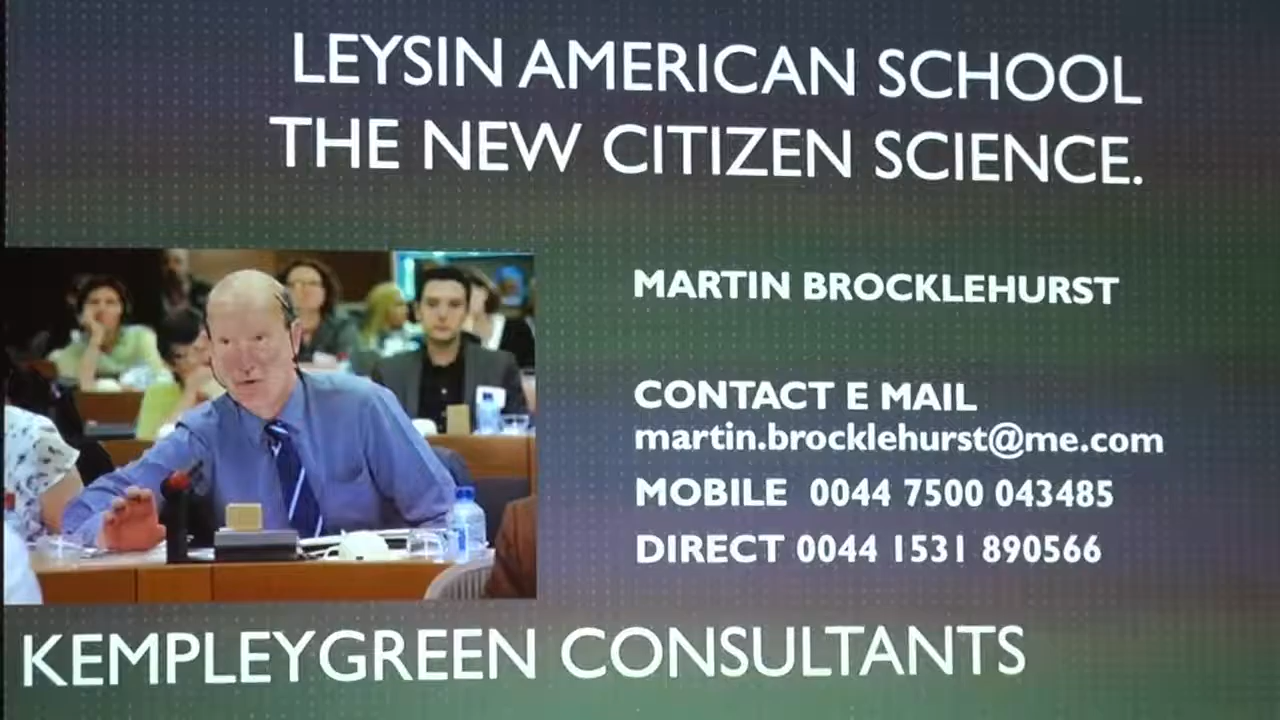 LEYSIN AMERICAN SCHOOL
THE NEW CITIZEN SCIENCE.
MARTIN BROCKLEHURST
CONTACT E MAIL
martin.brocklehurst@me.com
MOBILE 0044 7500 043485
DIRECT 0044 1531 890566
KEMPLEYGREEN CONSULTANTS